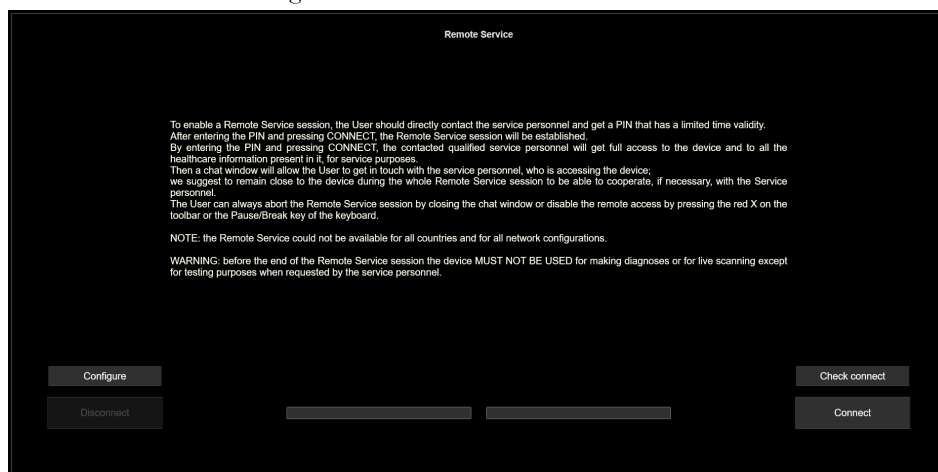 Remote Service
To enable a Remote Service session, the User should directly contact the service personnel and get a PIN that has a limited time validity.
After entering the PIN and pressing CONNECT, the Remote Service session will be established.
By entering the PIN and pressing CONNECT, the contacted qualified service personnel will get full access to the device and to all the
healthcare information present in it, for service purposes.
Then a chat window will allow the User to get in touch with the service personnel, who is accessing the device;
we suggest to remain close to the device during the whole Remote Service session to be able to cooperate, if necessary, with the Service
personnel.
The User can always abort the Remote Service session by closing the chat window or disable the remote access by pressing the red X on the
toolbar or the Pause/Break key of the keyboard.
NOTE: the Remote Service could not be available for all countries and for all network configurations.
WARNING: before the end of the Remote Service session the device MUST NOT BE USED for making diagnoses or for live scanning except
for testing purposes when requested by the service personnel.
Configure
Check connect
Disconnect
Connect